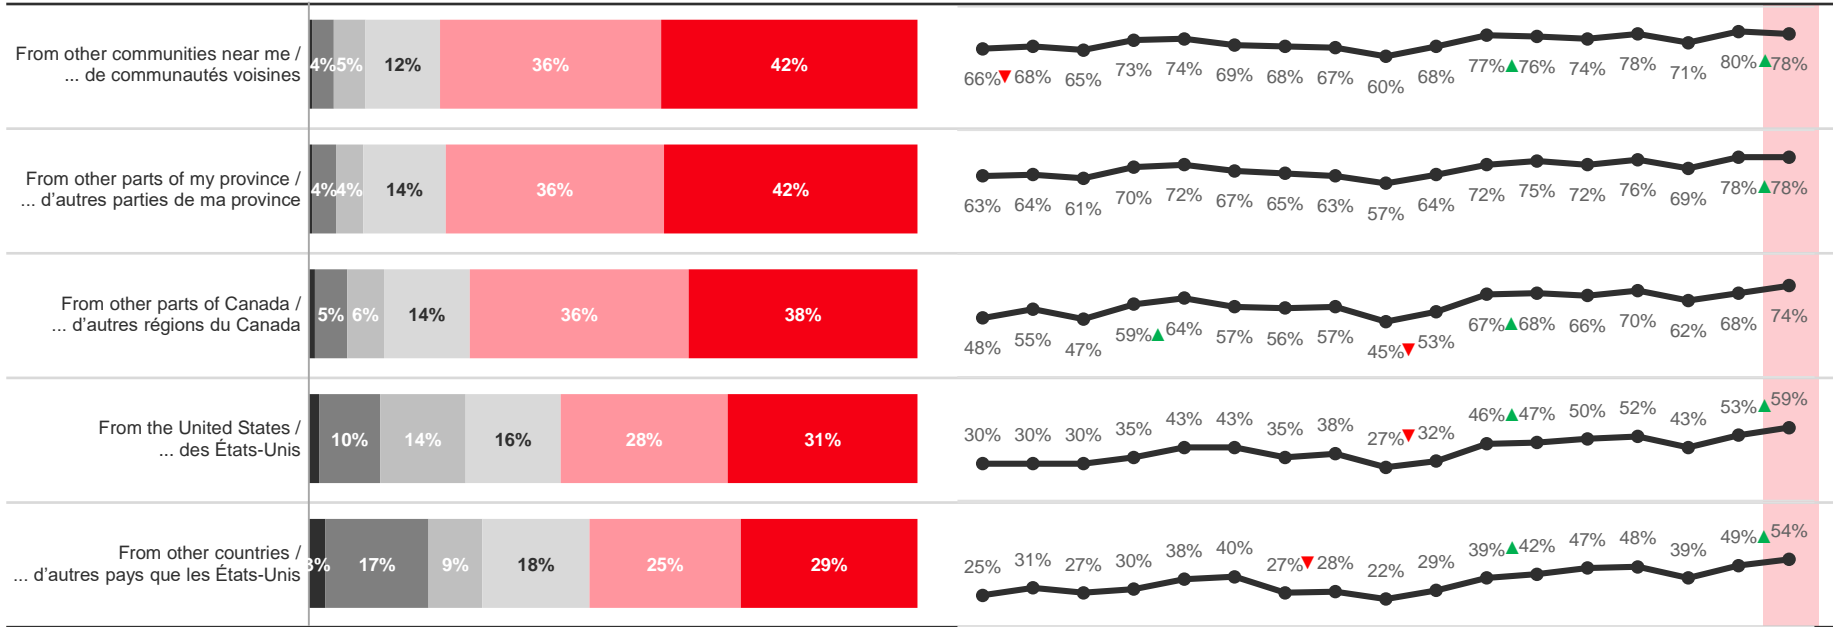 From other communities near me /
... de communautés voisines
4% 5% 12% 36% 42%
66% ▼ 68% 65% 73% 74% 69% 68% 67% 60% 68% 77% ▲ 76% 74% 78% 71% 80% ▲ 78%
From other parts of my province /
... d'autres parties de ma province
4% 4% 14% 36% 42%
63% 64% 61% 70% 72% 67% 65% 63% 57% 64% 72% 75% 72% 76% 69% 78% ▲ 78%
From other parts of Canada /
... d'autres régions du Canada
5% 6% 14% 36% 38%
48% 55% 47% 59% ▲ 64% 57% 56% 57% 45% ▼ 53% 67% ▲ 68% 66% 70% 62% 68% 74%
From the United States /
... des États-Unis
10% 14% 16% 28% 31%
30% 30% 30% 35% 43% 43% 35% 38% 27% ▼ 32% 46% ▲ 47% 50% 52% 43% 53% ▲ 59%
From other countries /
... d'autres pays que les États-Unis
3% 17% 9% 18% 25% 29%
25% 31% 27% 30% 38% 40% 27% ▼ 28% 22% 29% 39% ▲ 42% 47% 48% 39% 49% ▲ 54%